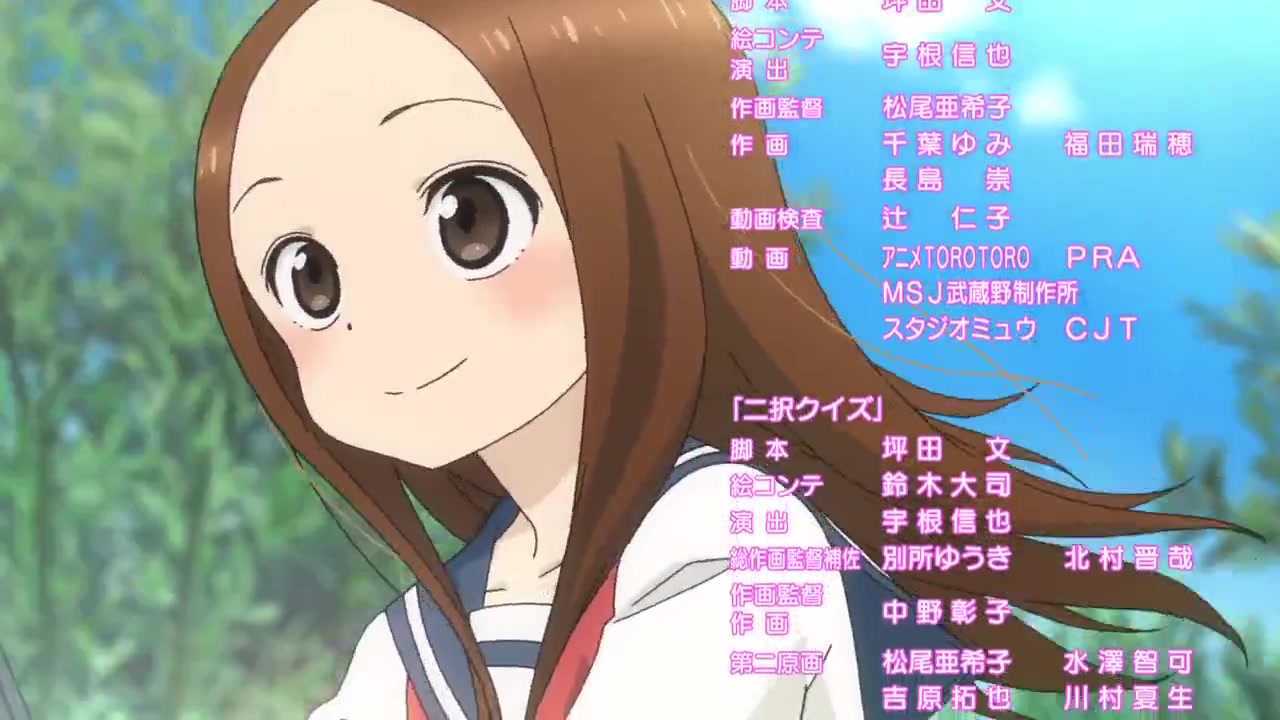 脚本 坪田 文
絵コンテ
演出 宇根信也
作画監督 松尾亜希子
作画 千葉ゆみ 福田瑞穂
長島 崇
動画検査 辻 仁子
動画 アニメTOROTORO PRA
MSJ武蔵野制作所
スタジオミュウ CJT
「二択クイズ」
脚本 坪田 文
絵コンテ 鈴木大司
演出 宇根信也
総作画監督補佐 別所ゆうき 北村晋哉
作画監督
作画 中野彰子
第二原画 松尾亜希子 水澤智可
吉原拓也 川村夏生